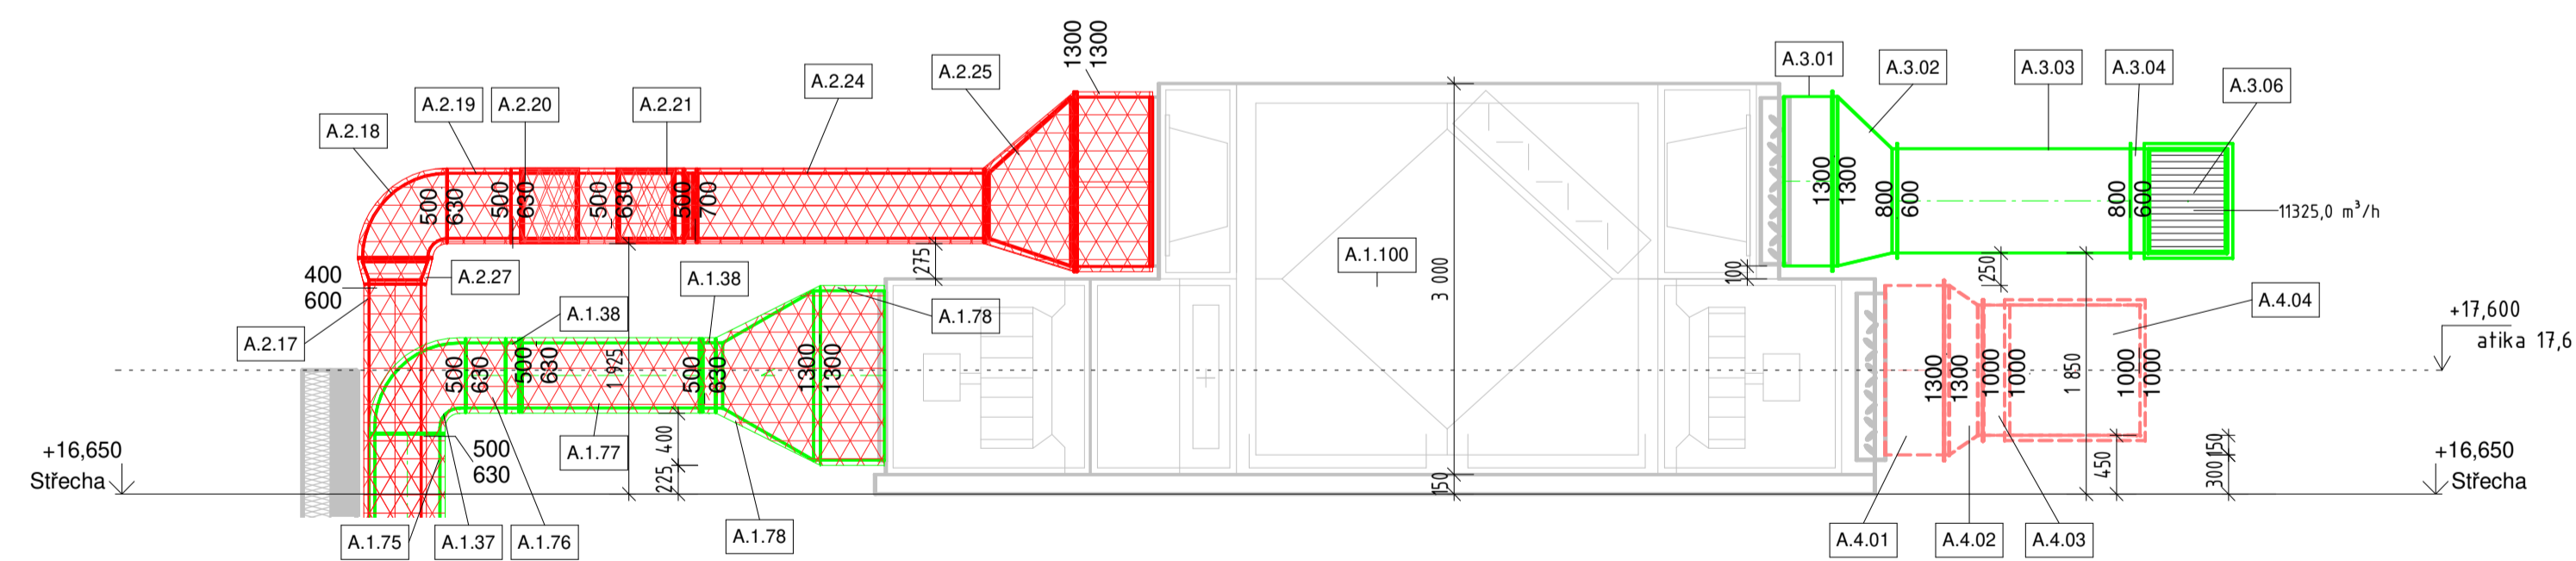 1300
1300
A.2.18
A.2.19
A.2.20
A.2.21
A.2.24
A.2.25
A.3.01
A.3.02
A.3.03
A.3.04
A.3.06
500
630
500
630
500
630
500
700
1300
1300
800
600
800
600
11325,0 m³/h
400
600
A.2.27
275
A.1.100
3 000
100
250
A.2.17
A.1.38
A.1.38
A.1.78
A.4.04
+17,600
atika 17,6
500
630
500
630
1 925
500
630
1300
1300
1300
1300
1000
1000
1 850
1000
1000
+16,650
Střecha
500
630
A.1.77
400
225
150
450
150
300
+16,650
Střecha
A.1.75
A.1.37
A.1.76
A.1.78
A.4.01
A.4.02
A.4.03